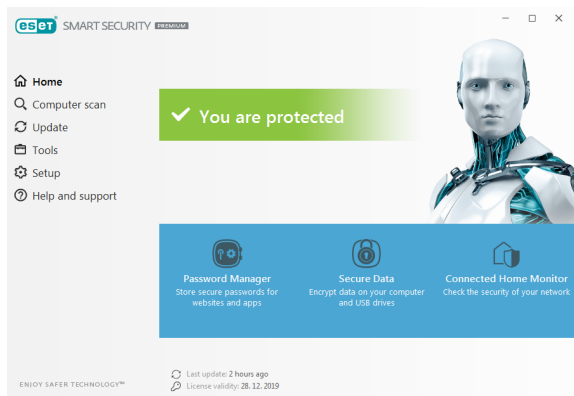 eset SMART SECURITY PREMIUM
Home
Computer scan
Update
Tools
Setup
Help and support
You are protected
Password Manager
Store secure passwords for
websites and apps
Secure Data
Encrypt data on your computer
and USB drives
Connected Home Monitor
Check the security of your network
Last update: 2 hours ago
License validity: 28. 12. 2019
ENJOY SAFER TECHNOLOGY™